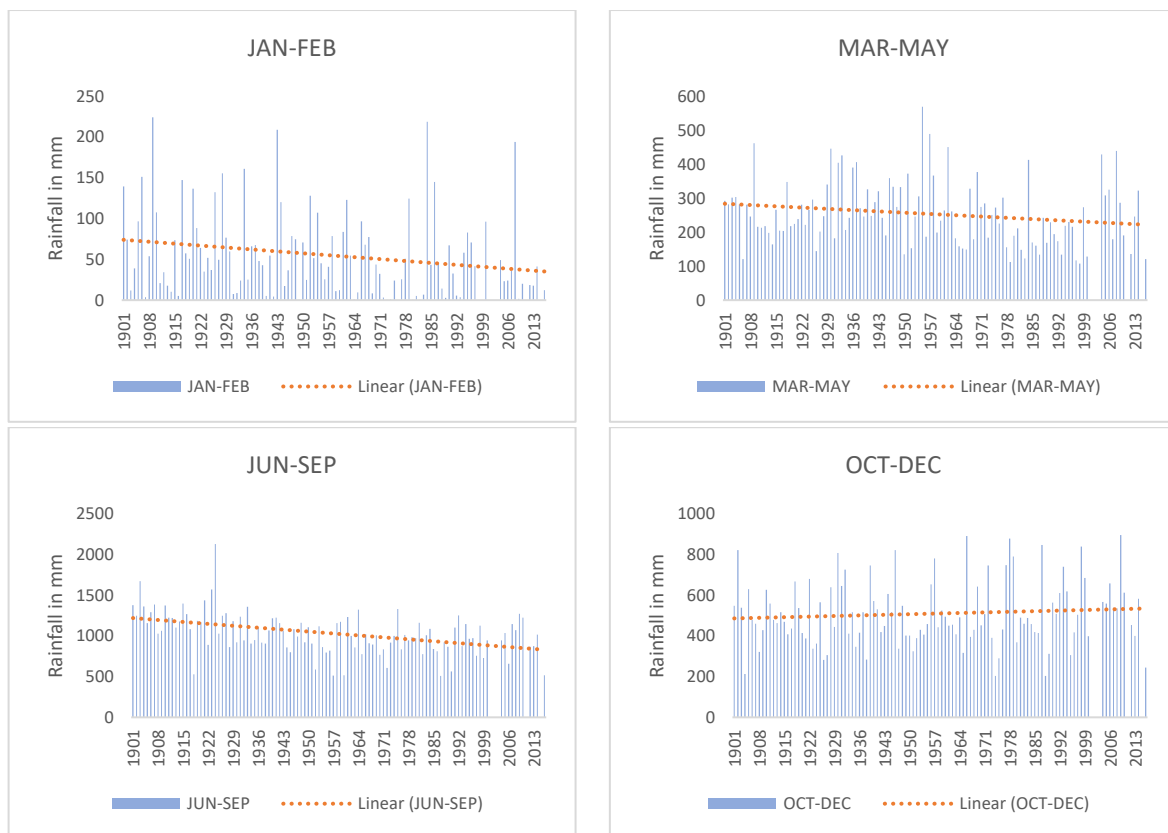 JAN-FEB
Rainfall in mm
250
200
150
100
50
0
1901 1908 1915 1922 1929 1936 1943 1950 1957 1964 1971 1978 1985 1992 1999 2006 2013
JAN-FEB Linear (JAN-FEB)
MAR-MAY
Rainfall in mm
600
500
400
300
200
100
0
1901 1908 1915 1922 1929 1936 1943 1950 1957 1964 1971 1978 1985 1992 1999 2006 2013
MAR-MAY Linear (MAR-MAY)
JUN-SEP
Rainfall in mm
2500
2000
1500
1000
500
0
1901 1908 1915 1922 1929 1936 1943 1950 1957 1964 1971 1978 1985 1992 1999 2006 2013
JUN-SEP Linear (JUN-SEP)
OCT-DEC
Rainfall in mm
1000
800
600
400
200
0
1901 1908 1915 1922 1929 1936 1943 1950 1957 1964 1971 1978 1985 1992 1999 2006 2013
OCT-DEC Linear (OCT-DEC)